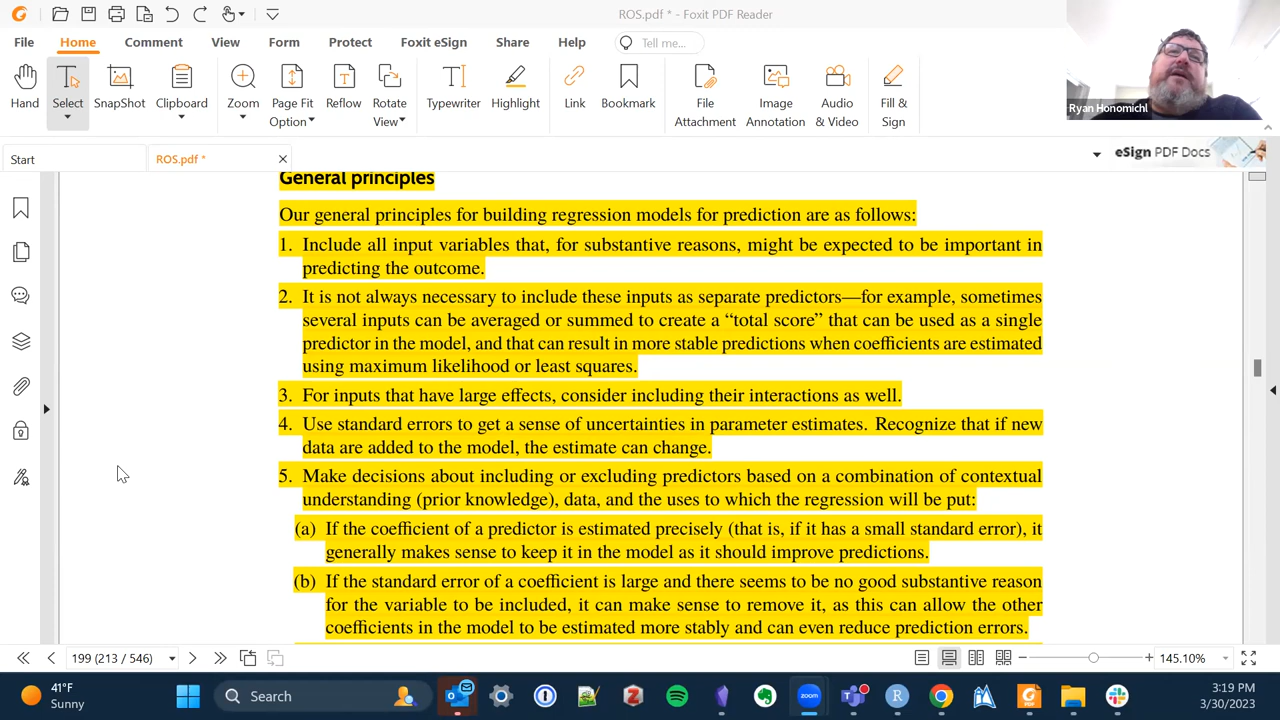 ROS.pdf * - Foxit PDF Reader
File Home Comment View Form Protect Foxit eSign Share Help Tell me...
Hand Select SnapShot Clipboard Zoom Page Fit Option Reflow Rotate View Typewriter Highlight Link Bookmark File Attachment Image Annotation Audio & Video Fill & Sign
Ryan Honomichl
Start ROS.pdf * eSign PDF Docs
General principles
Our general principles for building regression models for prediction are as follows:
1. Include all input variables that, for substantive reasons, might be expected to be important in
predicting the outcome.
2. It is not always necessary to include these inputs as separate predictors—for example, sometimes
several inputs can be averaged or summed to create a “total score” that can be used as a single
predictor in the model, and that can result in more stable predictions when coefficients are estimated
using maximum likelihood or least squares.
3. For inputs that have large effects, consider including their interactions as well.
4. Use standard errors to get a sense of uncertainties in parameter estimates. Recognize that if new
data are added to the model, the estimate can change.
5. Make decisions about including or excluding predictors based on a combination of contextual
understanding (prior knowledge), data, and the uses to which the regression will be put:
(a) If the coefficient of a predictor is estimated precisely (that is, if it has a small standard error), it
generally makes sense to keep it in the model as it should improve predictions.
(b) If the standard error of a coefficient is large and there seems to be no good substantive reason
for the variable to be included, it can make sense to remove it, as this can allow the other
coefficients in the model to be estimated more stably and can even reduce prediction errors.
199 (213 / 546) 145.10%
41°F
Sunny
Search
3:19 PM
3/30/2023